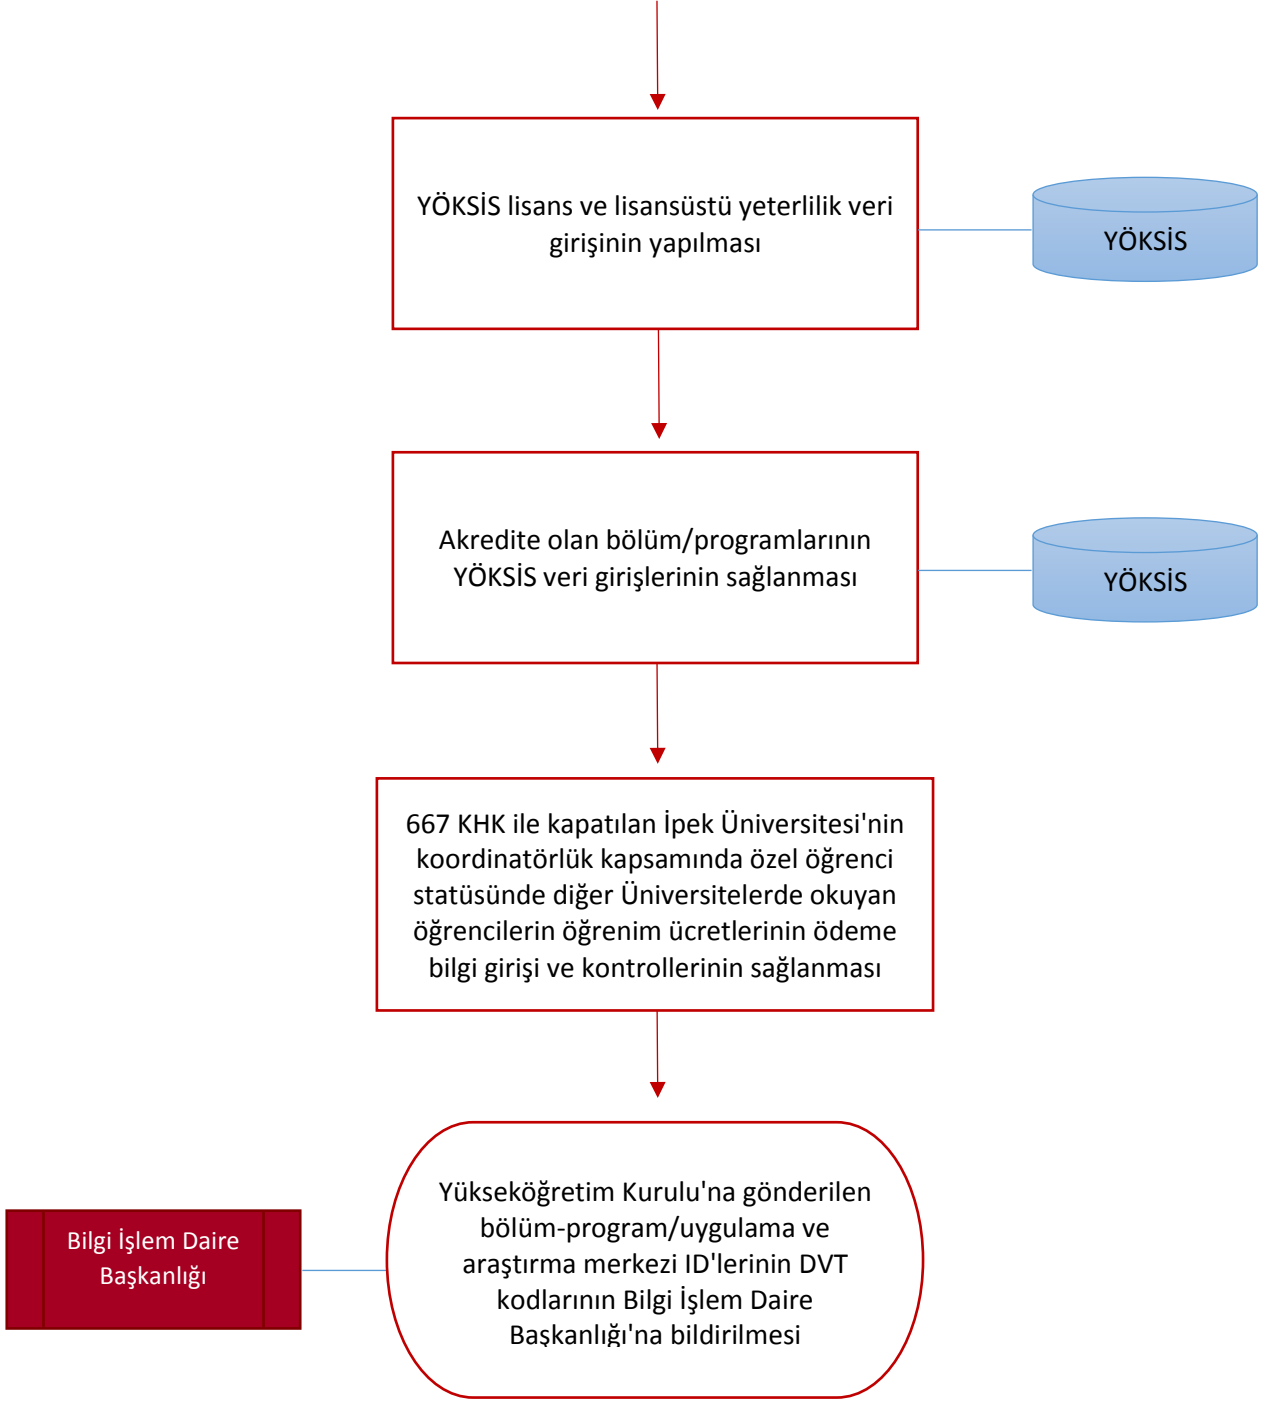 YÖKSİS lisans ve lisansüstü yeterlilik veri
girişinin yapılması
YÖKSİS
Akredite olan bölüm/programlarının
YÖKSİS veri girişlerinin sağlanması
YÖKSİS
667 KHK ile kapatılan İpek Üniversitesi'nin
koordinatörlük kapsamında özel öğrenci
statüsünde diğer Üniversitelerde okuyan
öğrencilerin öğrenim ücretlerinin ödeme
bilgi girişi ve kontrollerinin sağlanması
Yükseköğretim Kurulu'na gönderilen
bölüm-program/uygulama ve
araştırma merkezi ID'lerinin DVT
kodlarının Bilgi İşlem Daire
Başkanlığı'na bildirilmesi
Bilgi İşlem Daire
Başkanlığı